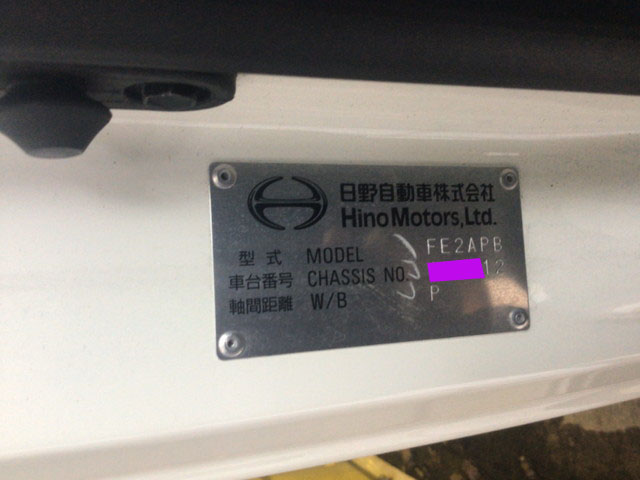 日野自動車株式会社
Hino Motors, Ltd.
型式 MODEL FE2APB
車台番号 CHASSIS NO. 12
軸間距離 W/B P